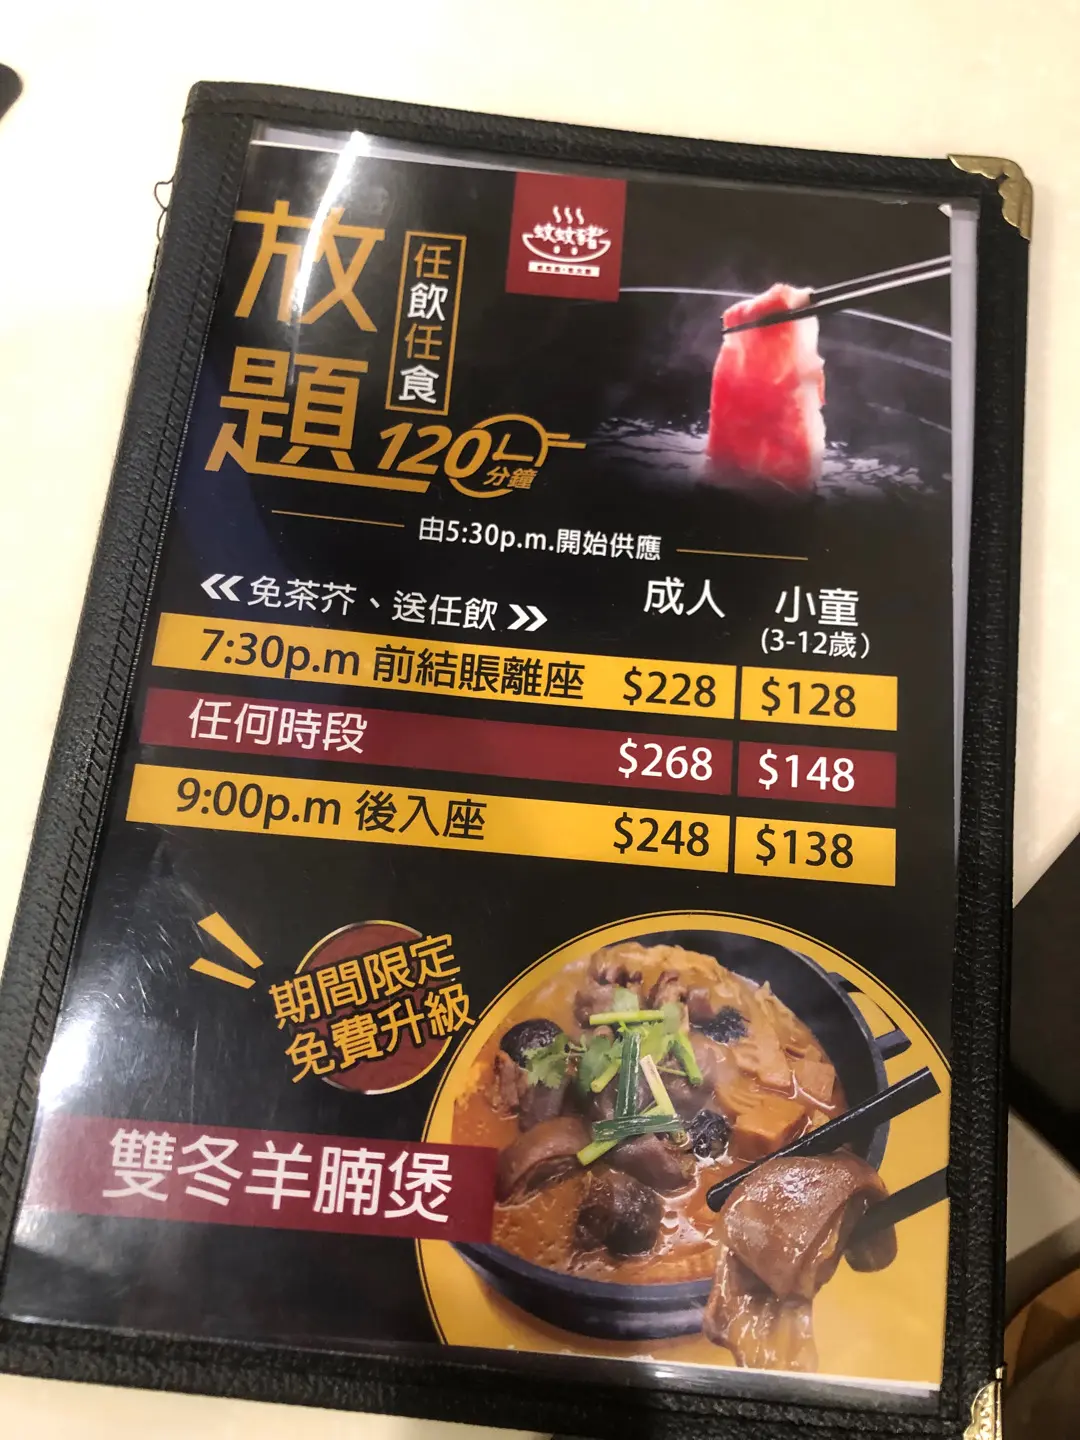 放題
任飲任食
120分鐘
蚊蚊豬
由5:30p.m.開始供應
《 免茶芥、送任飲 》
成人 小童
(3-12歲)
7:30p.m 前結賬離座 $228 $128
任何時段 $268 $148
9:00p.m 後入座 $248 $138
期間限定
免費升級
雙冬羊腩煲